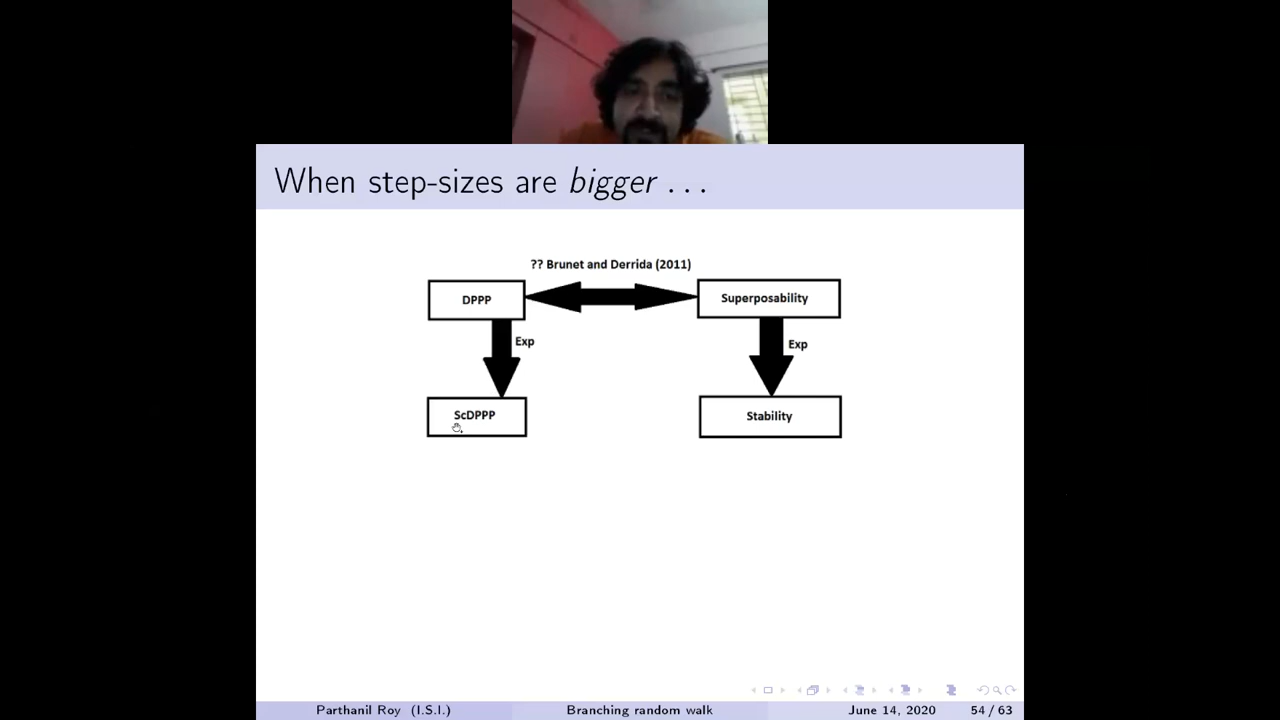 When step-sizes are bigger . . .
?? Brunet and Derrida (2011)
DPPP
Superposability
Exp
Exp
ScDPPP
Stability
Parthanil Roy (I.S.I.)
Branching random walk
June 14, 2020
54 / 63